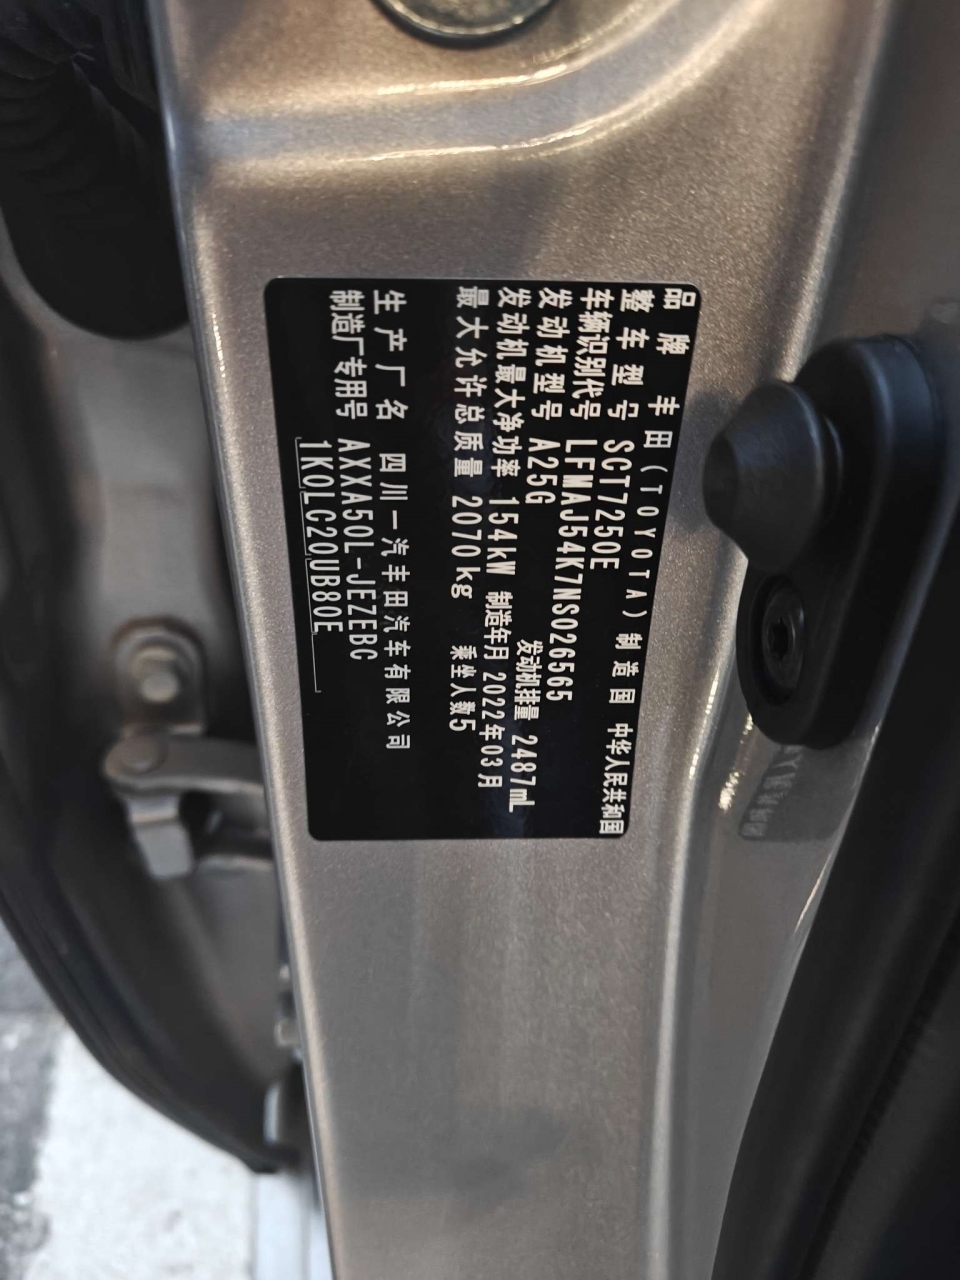 品牌 丰田(TOYOTA) 制造国 中华人民共和国
整车型号 SCT7250E
车辆识别代号 LFMAJ54K7NS026565
发动机型号 A25G 发动机排量 2487mL
发动机最大净功率 154kW 制造年月 2022年03月
最大允许总质量 2070kg 乘坐人数5
生产厂名 四川一汽丰田汽车有限公司
制造厂专用号 AXXA50L-JEZEBC
1K0LC20UB80E